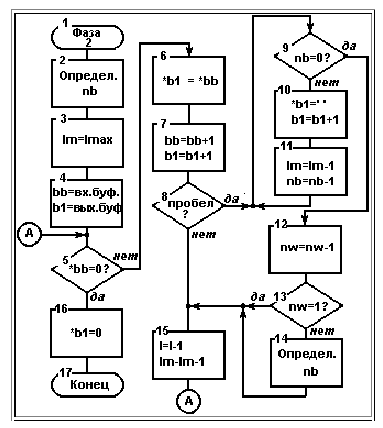 1
Фаза
2
2
Определ.
nb
3
lm=lmax
4
bb=вх.буф.
b1=вых.буф
A
5
*bb=0?
нет
да
16
*b1=0
17
Конец
6
*b1 = *bb
7
bb=bb+1
b1=b1+1
8
пробел
?
да
нет
15
l=l-1
lm-lm-1
A
9
nb=0?
да
нет
10
*b1=' '
b1=b1+1
11
lm=lm-1
nb=nb-1
12
nw=nw-1
13
да
nw=1?
нет
14
Определ.
nb